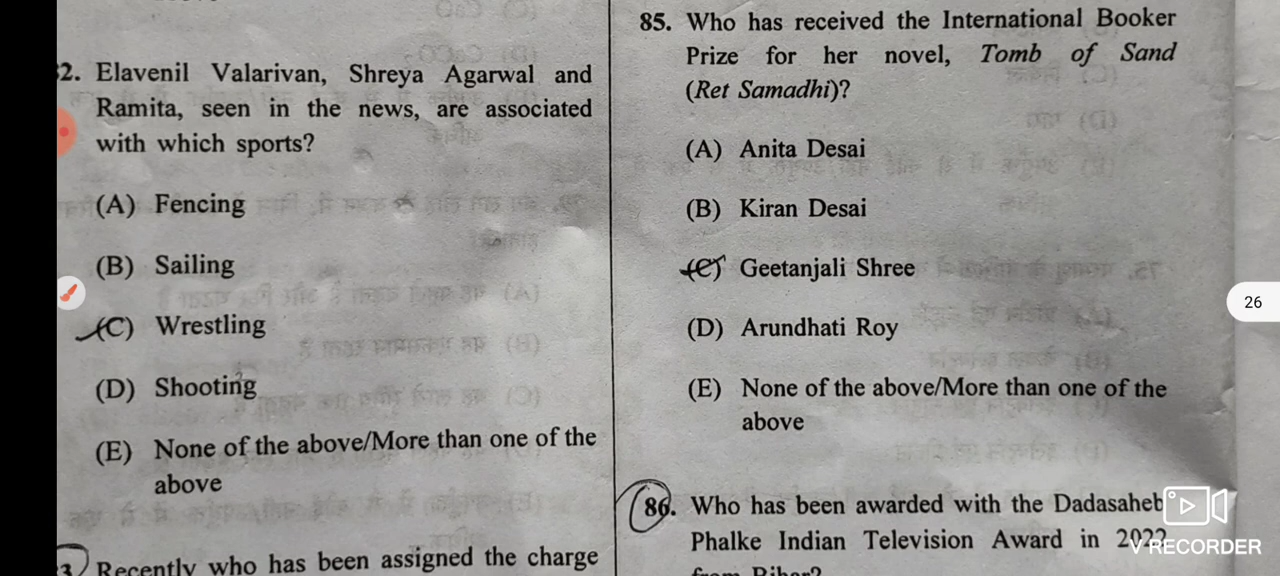 2. Elavenil Valarivan, Shreya Agarwal and
Ramita, seen in the news, are associated
with which sports?
(A) Fencing
(B) Sailing
(C) Wrestling
(D) Shooting
(E) None of the above/More than one of the
above
Recently who has been assigned the charge
85. Who has received the International Booker
Prize for her novel, Tomb of Sand
(Ret Samadhi)?
(A) Anita Desai
(B) Kiran Desai
(C) Geetanjali Shree
(D) Arundhati Roy
(E) None of the above/More than one of the
above
86. Who has been awarded with the Dadasaheb
Phalke Indian Television Award in 2022
from Bihar?
26
V RECORDER